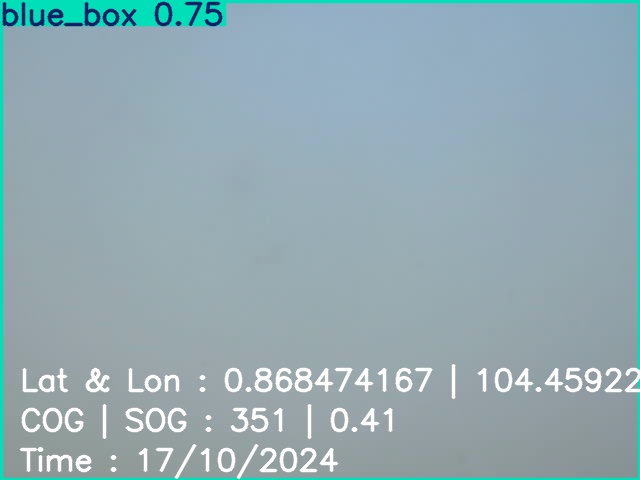 blue_box 0.75
Lat & Lon : 0.868474167 | 104.45922
COG | SOG : 351 | 0.41
Time : 17/10/2024